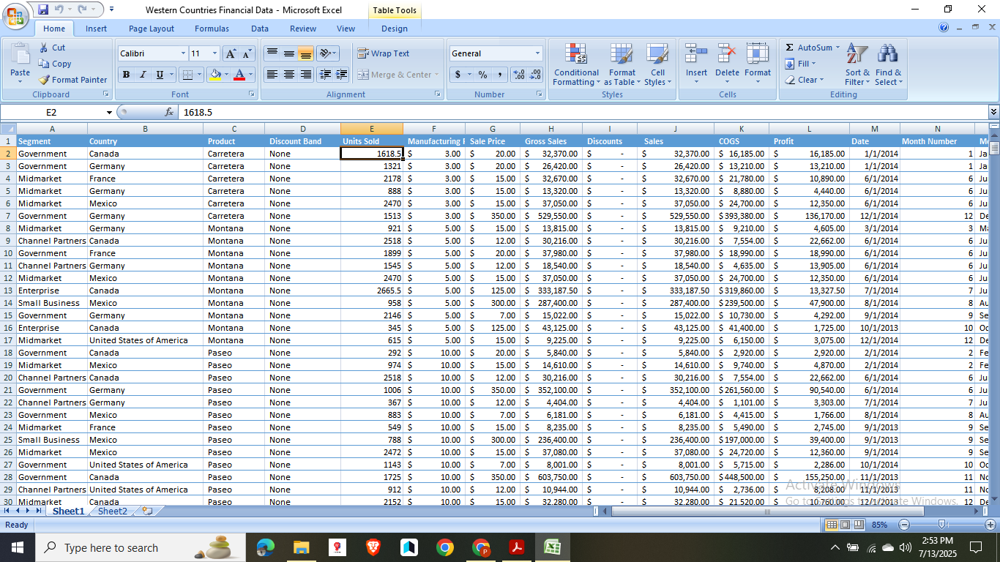 Western Countries Financial Data - Microsoft Excel
Table Tools
Home Insert Page Layout Formulas Data Review View Design
Paste
Cut
Copy
Format Painter
Clipboard
Calibri 11
B I U
Font
Wrap Text
Merge & Center
Alignment
General
$ % ,
Number
Conditional Formatting
Format as Table
Cell Styles
Styles
Insert Delete Format
Cells
Σ AutoSum
Fill
Clear
Sort & Filter
Find & Select
Editing
E2 fx 1618.5
A B C D E F G H I J K L M N
1 Segment Country Product Discount Band Units Sold Manufacturing Sale Price Gross Sales Discounts Sales COGS Profit Date Month Number
2 Government Canada Carretera None 1618.5 $ 3.00 $ 20.00 $ 32,370.00 $ - $ 32,370.00 $ 16,185.00 $ 16,185.00 1/1/2014 1 Ja
3 Government Germany Carretera None 1321 $ 3.00 $ 20.00 $ 26,420.00 $ - $ 26,420.00 $ 13,210.00 $ 13,210.00 1/1/2014 1 Ja
4 Midmarket France Carretera None 2178 $ 3.00 $ 15.00 $ 32,670.00 $ - $ 32,670.00 $ 21,780.00 $ 10,890.00 6/1/2014 6 Ju
5 Midmarket Germany Carretera None 888 $ 3.00 $ 15.00 $ 13,320.00 $ - $ 13,320.00 $ 8,880.00 $ 4,440.00 6/1/2014 6 Ju
6 Midmarket Mexico Carretera None 2470 $ 3.00 $ 15.00 $ 37,050.00 $ - $ 37,050.00 $ 24,700.00 $ 12,350.00 6/1/2014 6 Ju
7 Government Germany Carretera None 1513 $ 3.00 $ 350.00 $ 529,550.00 $ - $ 529,550.00 $ 393,380.00 $ 136,170.00 12/1/2014 12 De
8 Midmarket Germany Montana None 921 $ 5.00 $ 15.00 $ 13,815.00 $ - $ 13,815.00 $ 9,210.00 $ 4,605.00 3/1/2014 3 Ma
9 Channel Partners Canada Montana None 2518 $ 5.00 $ 12.00 $ 30,216.00 $ - $ 30,216.00 $ 7,554.00 $ 22,662.00 6/1/2014 6 Ju
10 Government France Montana None 1899 $ 5.00 $ 20.00 $ 37,980.00 $ - $ 37,980.00 $ 18,990.00 $ 18,990.00 6/1/2014 6 Ju
11 Channel Partners Germany Montana None 1545 $ 5.00 $ 12.00 $ 18,540.00 $ - $ 18,540.00 $ 4,635.00 $ 13,905.00 6/1/2014 6 Ju
12 Midmarket Mexico Montana None 2470 $ 5.00 $ 15.00 $ 37,050.00 $ - $ 37,050.00 $ 24,700.00 $ 12,350.00 6/1/2014 6 Ju
13 Enterprise Canada Montana None 2665.5 $ 5.00 $ 125.00 $ 333,187.50 $ - $ 333,187.50 $ 319,860.00 $ 13,327.50 7/1/2014 7 Ju
14 Small Business Mexico Montana None 958 $ 5.00 $ 300.00 $ 287,400.00 $ - $ 287,400.00 $ 239,500.00 $ 47,900.00 8/1/2014 8 Au
15 Government Germany Montana None 2146 $ 5.00 $ 7.00 $ 15,022.00 $ - $ 15,022.00 $ 10,730.00 $ 4,292.00 9/1/2014 9 Se
16 Enterprise Canada Montana None 345 $ 5.00 $ 125.00 $ 43,125.00 $ - $ 43,125.00 $ 41,400.00 $ 1,725.00 10/1/2013 10 Oc
17 Midmarket United States of America Montana None 615 $ 5.00 $ 15.00 $ 9,225.00 $ - $ 9,225.00 $ 6,150.00 $ 3,075.00 12/1/2014 12 De
18 Government Canada Paseo None 292 $ 10.00 $ 20.00 $ 5,840.00 $ - $ 5,840.00 $ 2,920.00 $ 2,920.00 2/1/2014 2 Fe
19 Midmarket Mexico Paseo None 974 $ 10.00 $ 15.00 $ 14,610.00 $ - $ 14,610.00 $ 9,740.00 $ 4,870.00 2/1/2014 2 Fe
20 Channel Partners Canada Paseo None 2518 $ 10.00 $ 12.00 $ 30,216.00 $ - $ 30,216.00 $ 7,554.00 $ 22,662.00 6/1/2014 6 Ju
21 Government Germany Paseo None 1006 $ 10.00 $ 350.00 $ 352,100.00 $ - $ 352,100.00 $ 261,560.00 $ 90,540.00 6/1/2014 6 Ju
22 Channel Partners Germany Paseo None 367 $ 10.00 $ 12.00 $ 4,404.00 $ - $ 4,404.00 $ 1,101.00 $ 3,303.00 7/1/2014 7 Ju
23 Government Mexico Paseo None 883 $ 10.00 $ 7.00 $ 6,181.00 $ - $ 6,181.00 $ 4,415.00 $ 1,766.00 8/1/2014 8 Au
24 Midmarket France Paseo None 549 $ 10.00 $ 15.00 $ 8,235.00 $ - $ 8,235.00 $ 5,490.00 $ 2,745.00 9/1/2013 9 Se
25 Small Business Mexico Paseo None 788 $ 10.00 $ 300.00 $ 236,400.00 $ - $ 236,400.00 $ 197,000.00 $ 39,400.00 9/1/2013 9 Se
26 Midmarket Mexico Paseo None 2472 $ 10.00 $ 15.00 $ 37,080.00 $ - $ 37,080.00 $ 24,720.00 $ 12,360.00 9/1/2014 9 Se
27 Government United States of America Paseo None 1143 $ 10.00 $ 7.00 $ 8,001.00 $ - $ 8,001.00 $ 5,715.00 $ 2,286.00 10/1/2014 10 Oc
28 Government Canada Paseo None 1725 $ 10.00 $ 350.00 $ 603,750.00 $ - $ 603,750.00 $ 448,500.00 $ 155,250.00 11/1/2013 11 No
29 Channel Partners United States of America Paseo None 912 $ 10.00 $ 12.00 $ 10,944.00 $ - $ 10,944.00 $ 2,736.00 $ 8,208.00 11/1/2013 11 No
30 Midmarket Canada Paseo None 2152 $ 10.00 $ 15.00 $ 32,280.00 $ - $ 32,280.00 $ 21,520.00 $ 10,760.00 12/1/2013 12 De
Activate Windows
Go to Settings to activate Windows.
Sheet1 Sheet2
Ready 85%
Type here to search
2:53 PM
7/13/2025